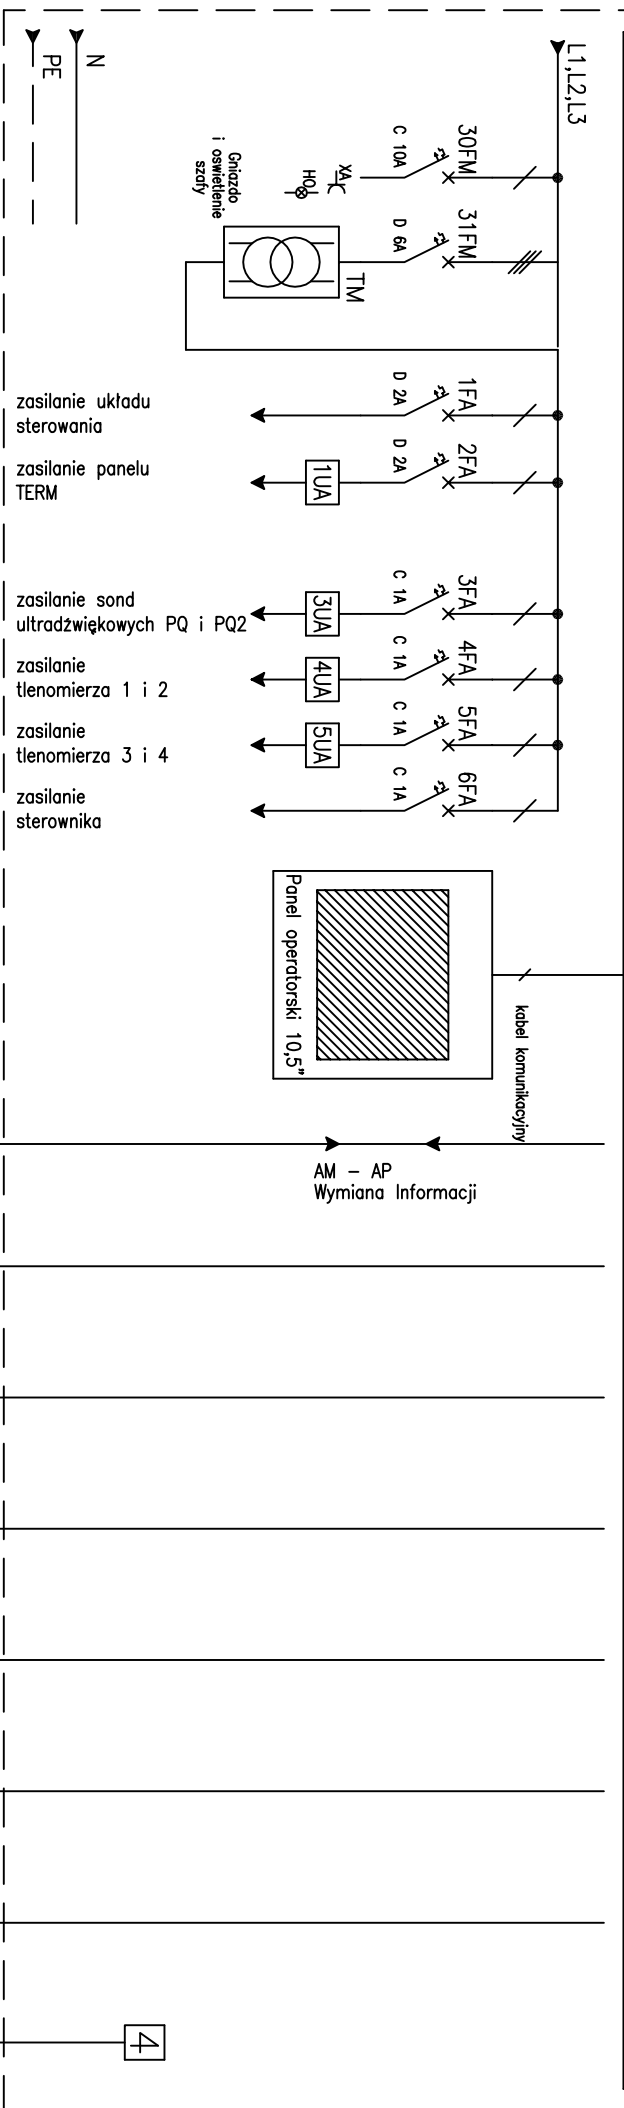 L1,L2,L3
N
PE
30FM
C 10A
XA
HO
Gniazdo
i oswietlenie
szafy
31FM
D 6A
TM
1FA
D 2A
zasilanie układu
sterowania
2FA
D 2A
1UA
zasilanie panelu
TERM
3FA
C 1A
3UA
zasilanie sond
ultradźwiękowych PQ i PQ2
4FA
C 1A
4UA
zasilanie
tlenomierza 1 i 2
5FA
C 1A
5UA
zasilanie
tlenomierza 3 i 4
6FA
C 1A
zasilanie
sterownika
Panel operatorski 10,5"
kabel komunikacyjny
AM – AP
Wymiana Informacji
4